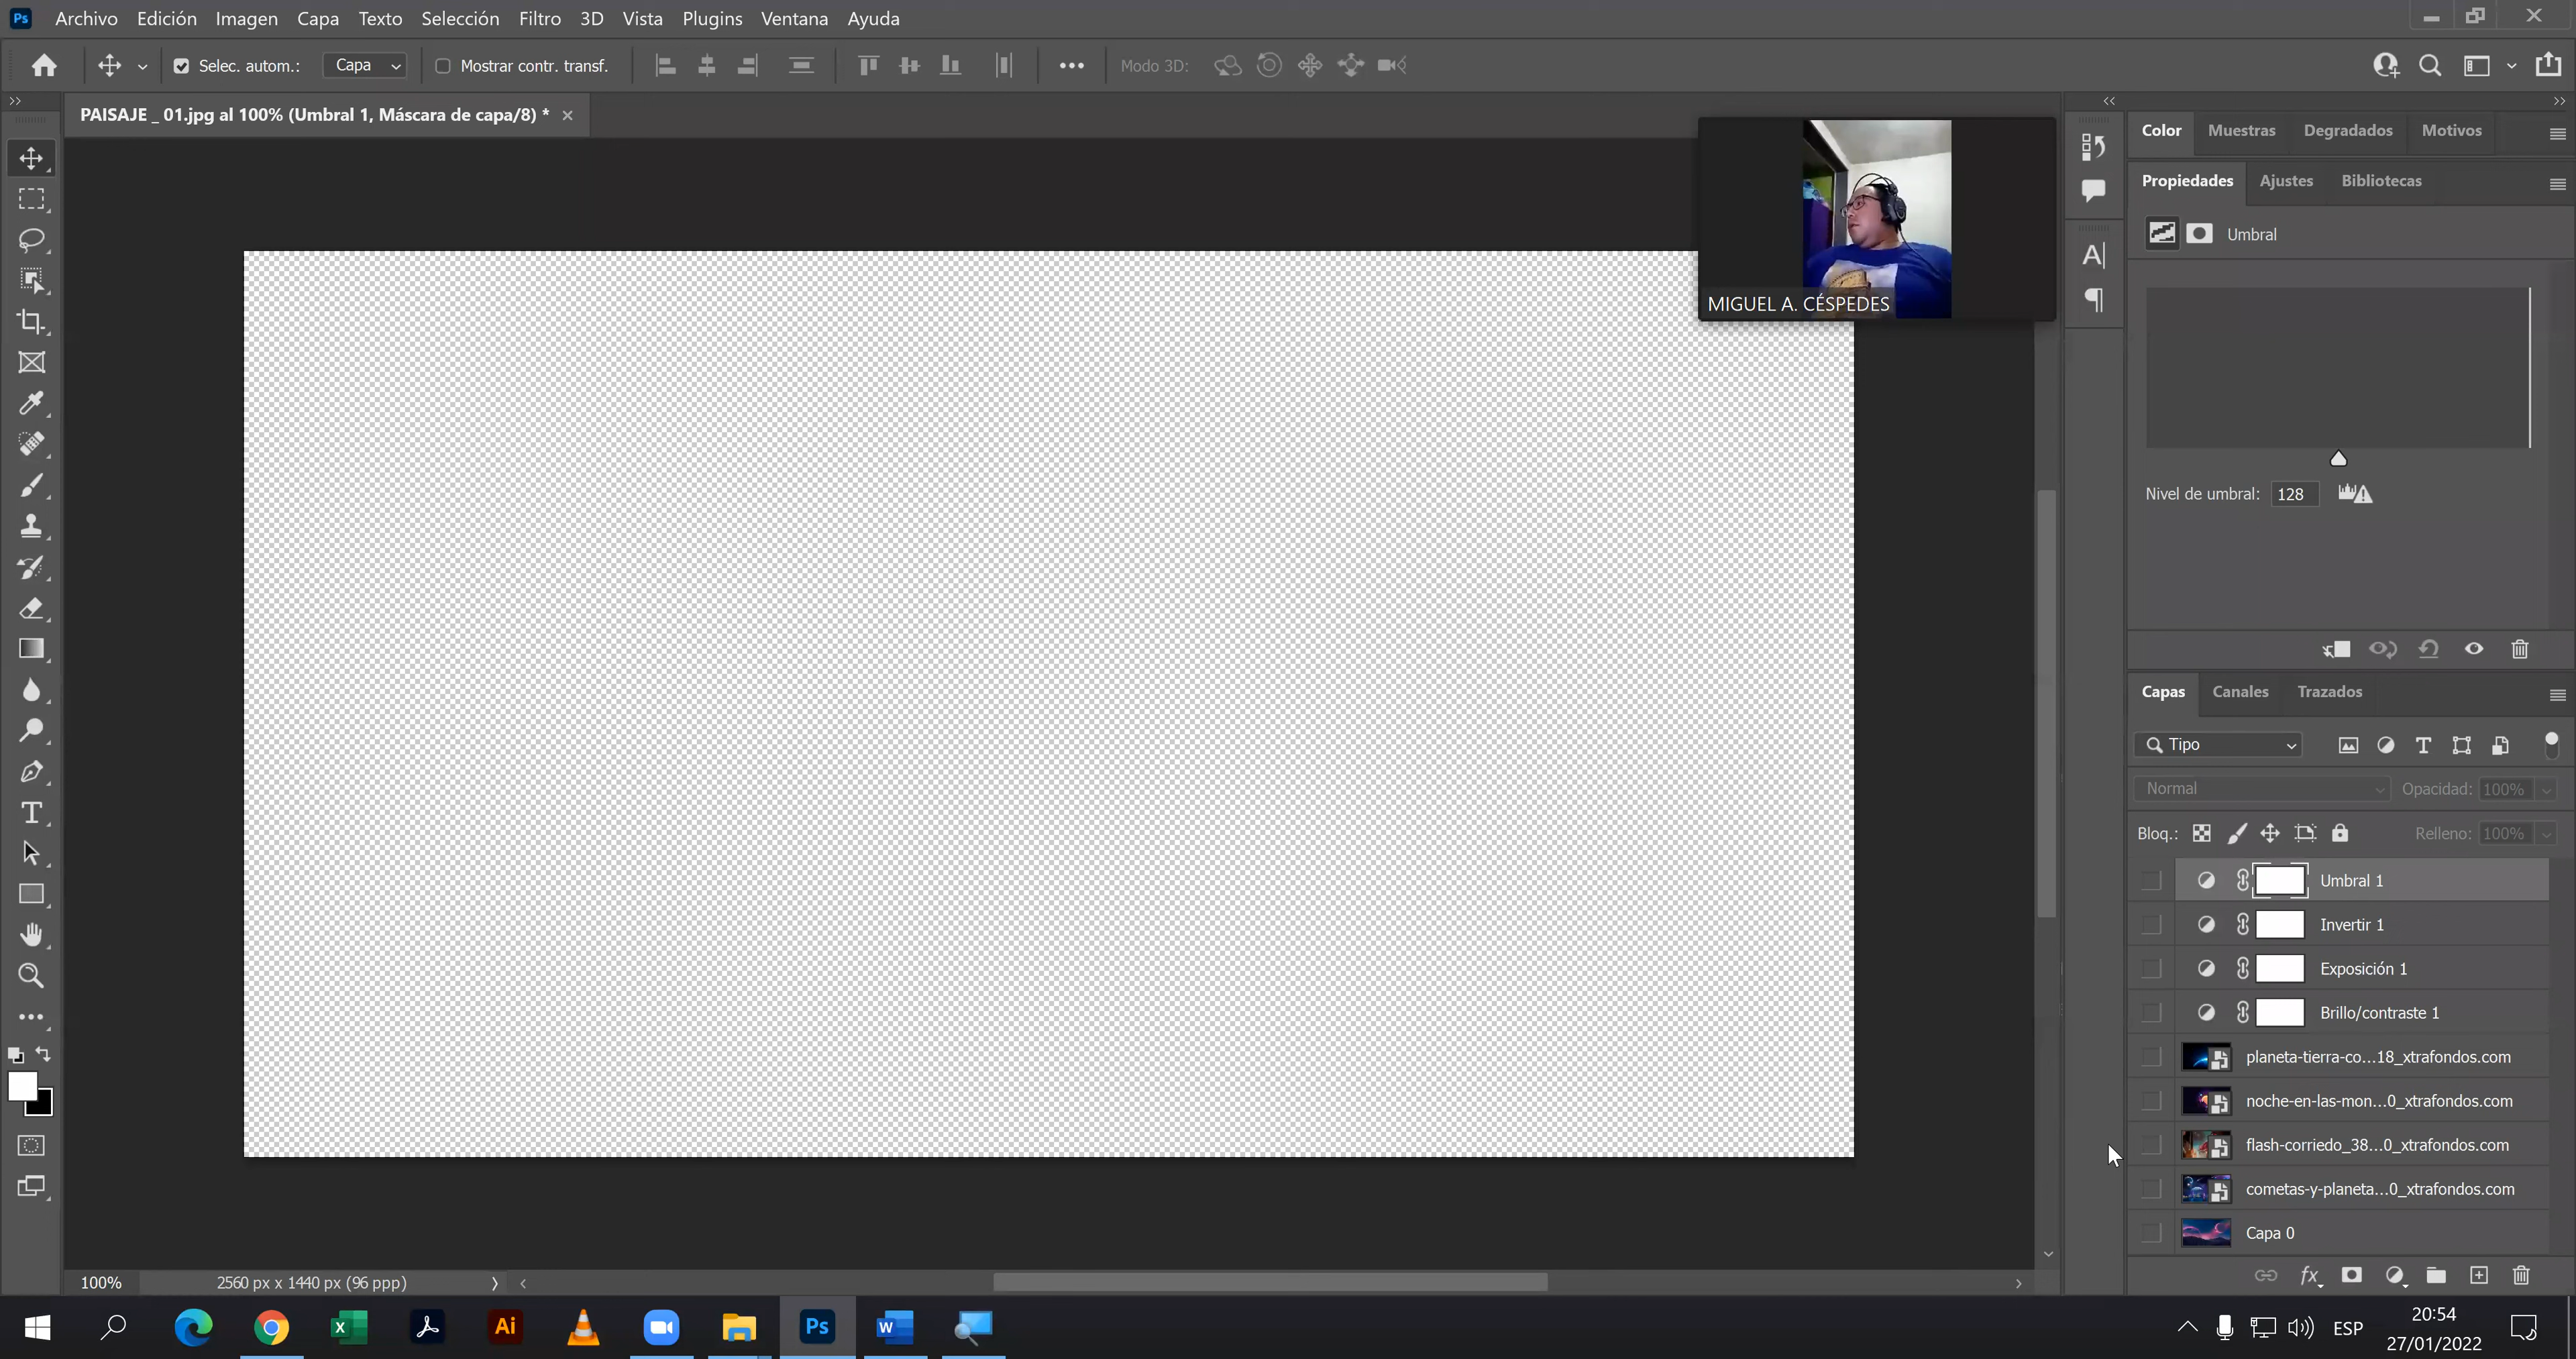 Ps Archivo Edición Imagen Capa Texto Selección Filtro 3D Vista Plugins Ventana Ayuda
Selec. autom.: Capa Mostrar contr. transf. Modo 3D:
PAISAJE _ 01.jpg al 100% (Umbral 1, Máscara de capa/8) *
MIGUEL A. CÉSPEDES
Color Muestras Degradados Motivos
Propiedades Ajustes Bibliotecas
Umbral
Nivel de umbral: 128
Capas Canales Trazados
Tipo
Normal Opacidad: 100%
Bloq.: Relleno: 100%
Umbral 1
Invertir 1
Exposición 1
Brillo/contraste 1
planeta-tierra-co...18_xtrafondos.com
noche-en-las-mon...0_xtrafondos.com
flash-corriedo_38...0_xtrafondos.com
cometas-y-planeta...0_xtrafondos.com
Capa 0
fx
100% 2560 px x 1440 px (96 ppp)
Ai Ps W ESP
20:54
27/01/2022